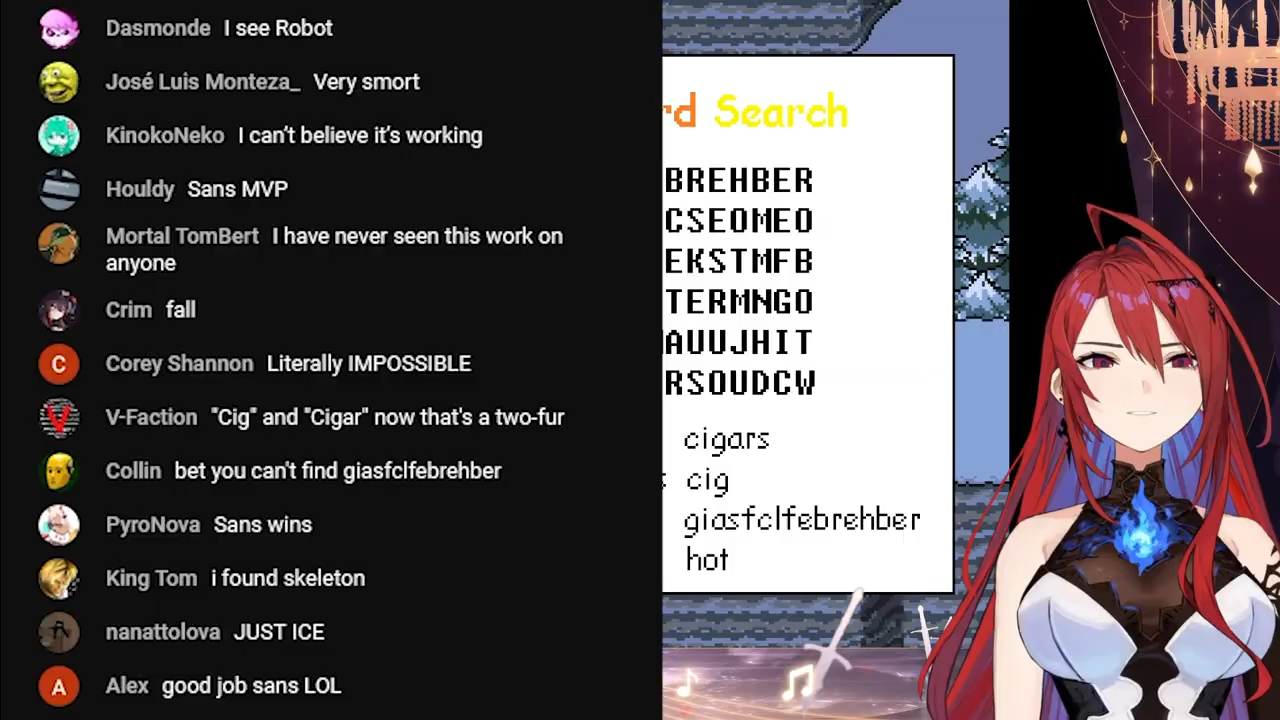 Dasmonde I see Robot
José Luis Monteza_ Very smort
KinokoNeko I can't believe it's working
Houldy Sans MVP
Mortal TomBert I have never seen this work on
anyone
Crim fall
C
Corey Shannon Literally IMPOSSIBLE
V-Faction "Cig" and "Cigar" now that's a two-fur
Collin bet you can't find giasfclfebrehber
PyroNova Sans wins
King Tom i found skeleton
nanattolova JUST ICE
A
Alex good job sans LOL
rd Search
BREHBER
CSEOMEO
EKSTMFB
TERMNGO
AUUJHIT
RSOUDCW
cigars
s cig
giasfclfebrehber
hot